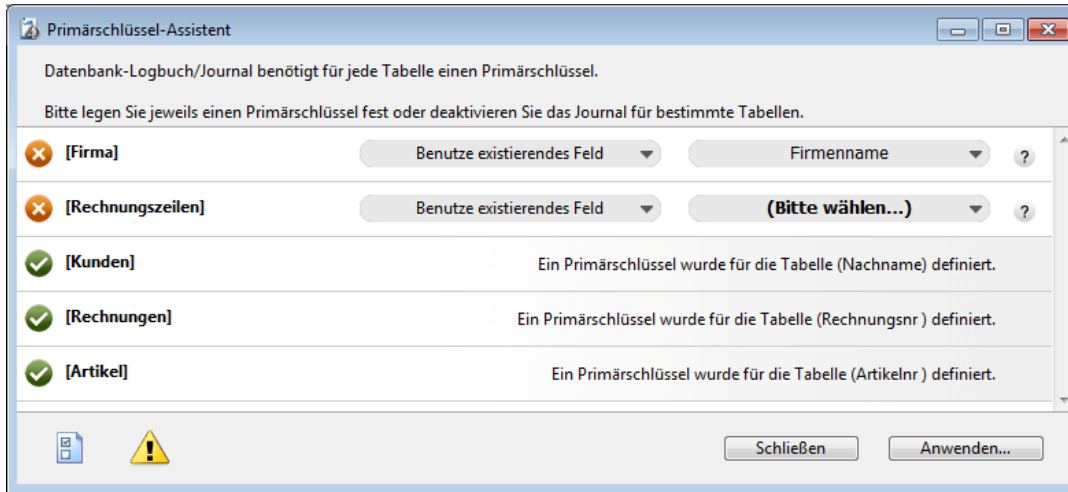 Primärschlüssel-Assistent
Datenbank-Logbuch/Journal benötigt für jede Tabelle einen Primärschlüssel.
Bitte legen Sie jeweils einen Primärschlüssel fest oder deaktivieren Sie das Journal für bestimmte Tabellen.
[Firma] Benutze existierendes Feld Firmenname ?
[Rechnungszeilen] Benutze existierendes Feld (Bitte wählen...) ?
[Kunden] Ein Primärschlüssel wurde für die Tabelle (Nachname) definiert.
[Rechnungen] Ein Primärschlüssel wurde für die Tabelle (Rechnungsnr ) definiert.
[Artikel] Ein Primärschlüssel wurde für die Tabelle (Artikelnr ) definiert.
Schließen Anwenden...